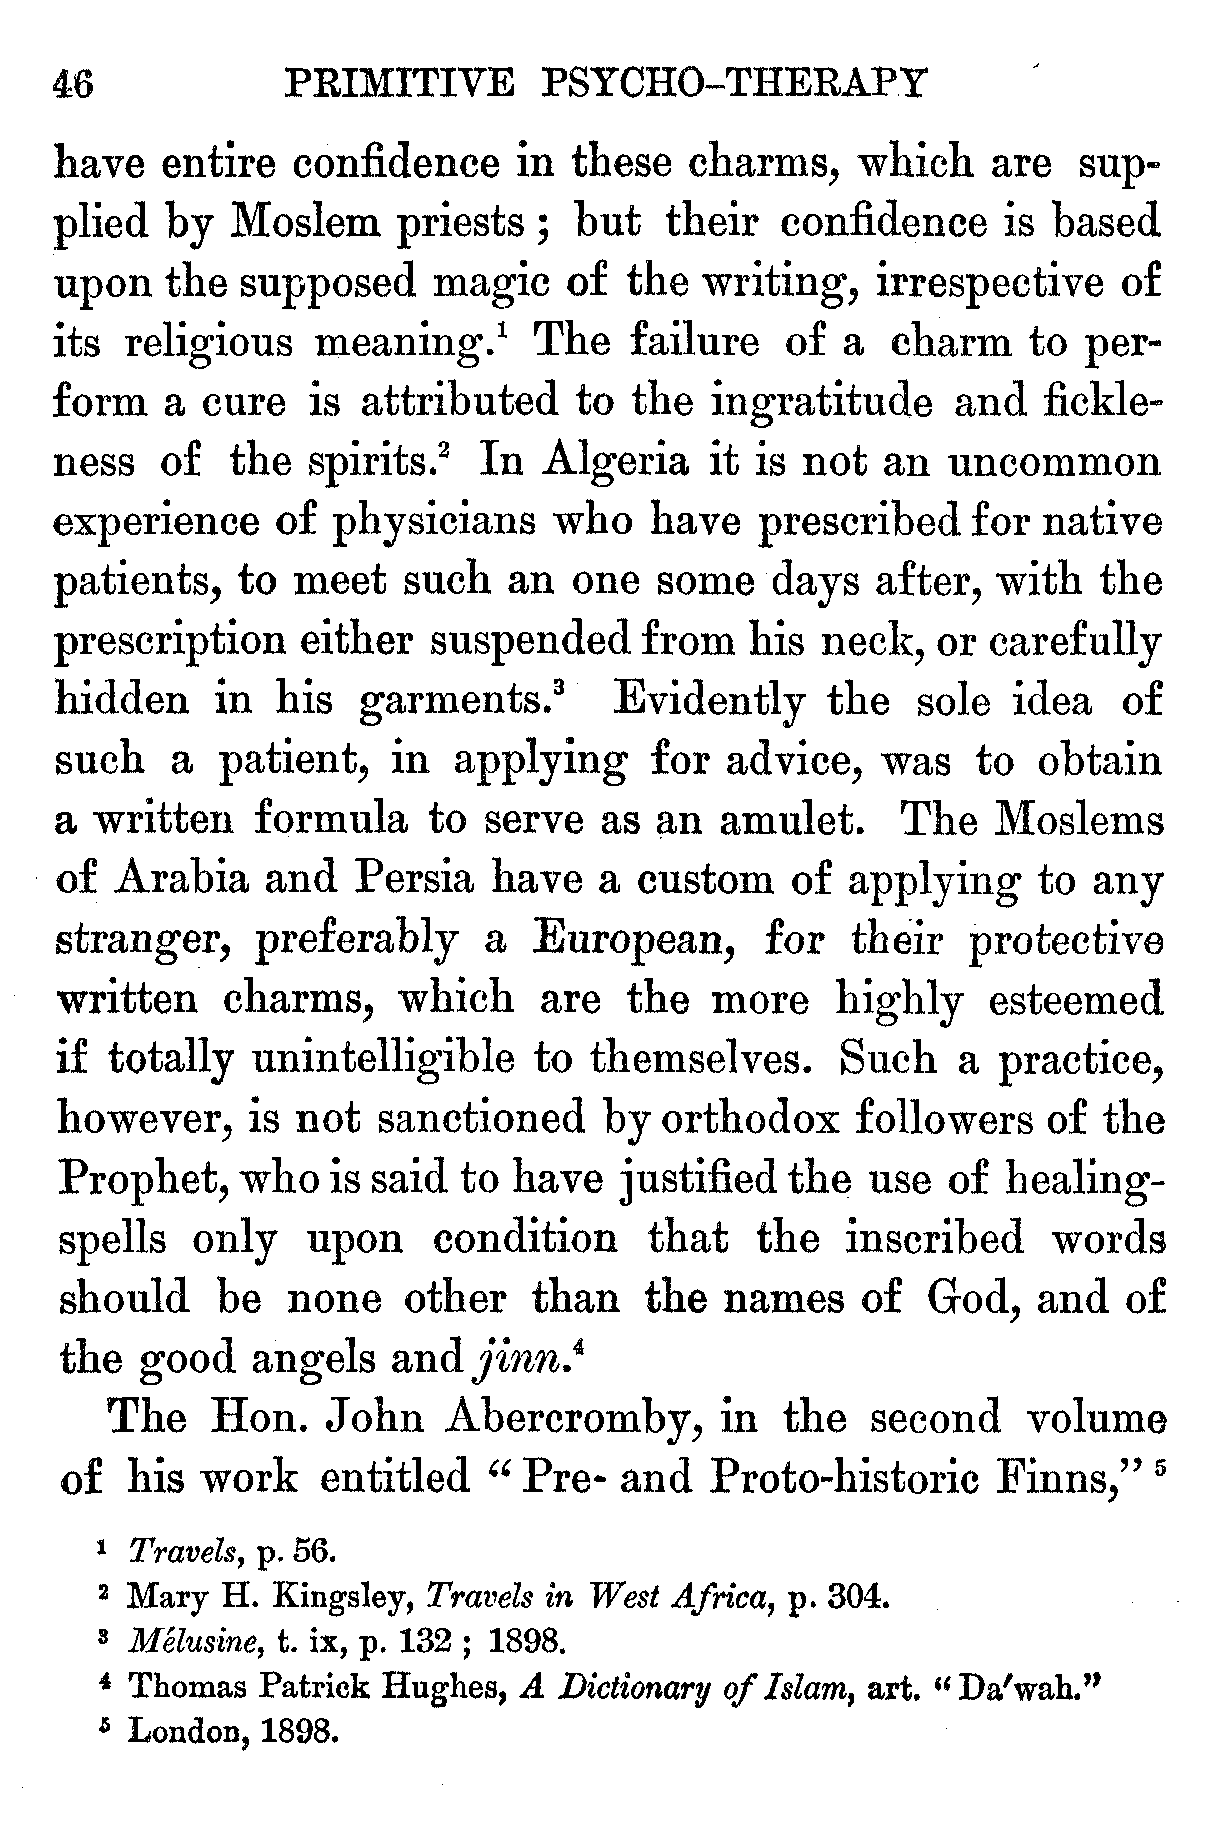 46 PRIMITIVE PSYCHO-THERAPY
have entire confidence in these charms, which are sup-
plied by Moslem priests ; but their confidence is based
upon the supposed magic of the writing, irrespective of
its religious meaning.¹ The failure of a charm to per-
form a cure is attributed to the ingratitude and fickle-
ness of the spirits.² In Algeria it is not an uncommon
experience of physicians who have prescribed for native
patients, to meet such an one some days after, with the
prescription either suspended from his neck, or carefully
hidden in his garments.³ Evidently the sole idea of
such a patient, in applying for advice, was to obtain
a written formula to serve as an amulet. The Moslems
of Arabia and Persia have a custom of applying to any
stranger, preferably a European, for their protective
written charms, which are the more highly esteemed
if totally unintelligible to themselves. Such a practice,
however, is not sanctioned by orthodox followers of the
Prophet, who is said to have justified the use of healing-
spells only upon condition that the inscribed words
should be none other than the names of God, and of
the good angels and jinn.⁴
The Hon. John Abercromby, in the second volume
of his work entitled “ Pre- and Proto-historic Finns,” ⁵
¹ Travels, p. 56.
² Mary H. Kingsley, Travels in West Africa, p. 304.
³ Mélusine, t. ix, p. 132 ; 1898.
⁴ Thomas Patrick Hughes, A Dictionary of Islam, art. “ Da'wah.”
⁵ London, 1898.